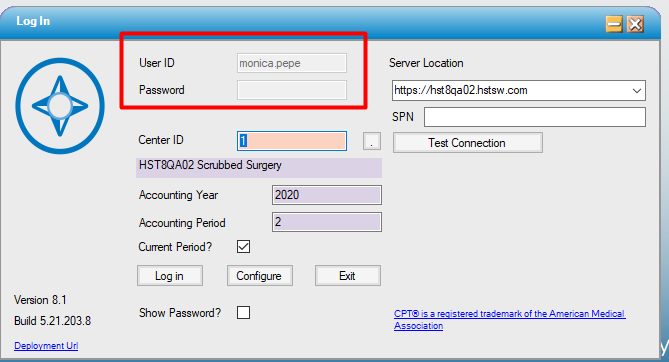 Log In
User ID
monica.pepe
Password
Server Location
https://hst8qa02.hstsw.com
SPN
Center ID
1
.
Test Connection
HST8QA02 Scrubbed Surgery
Accounting Year
2020
Accounting Period
2
Current Period?
Log in
Configure
Exit
Version 8.1
Build 5.21.203.8
Show Password?
CPT® is a registered trademark of the American Medical
Association
Deployment Url
y